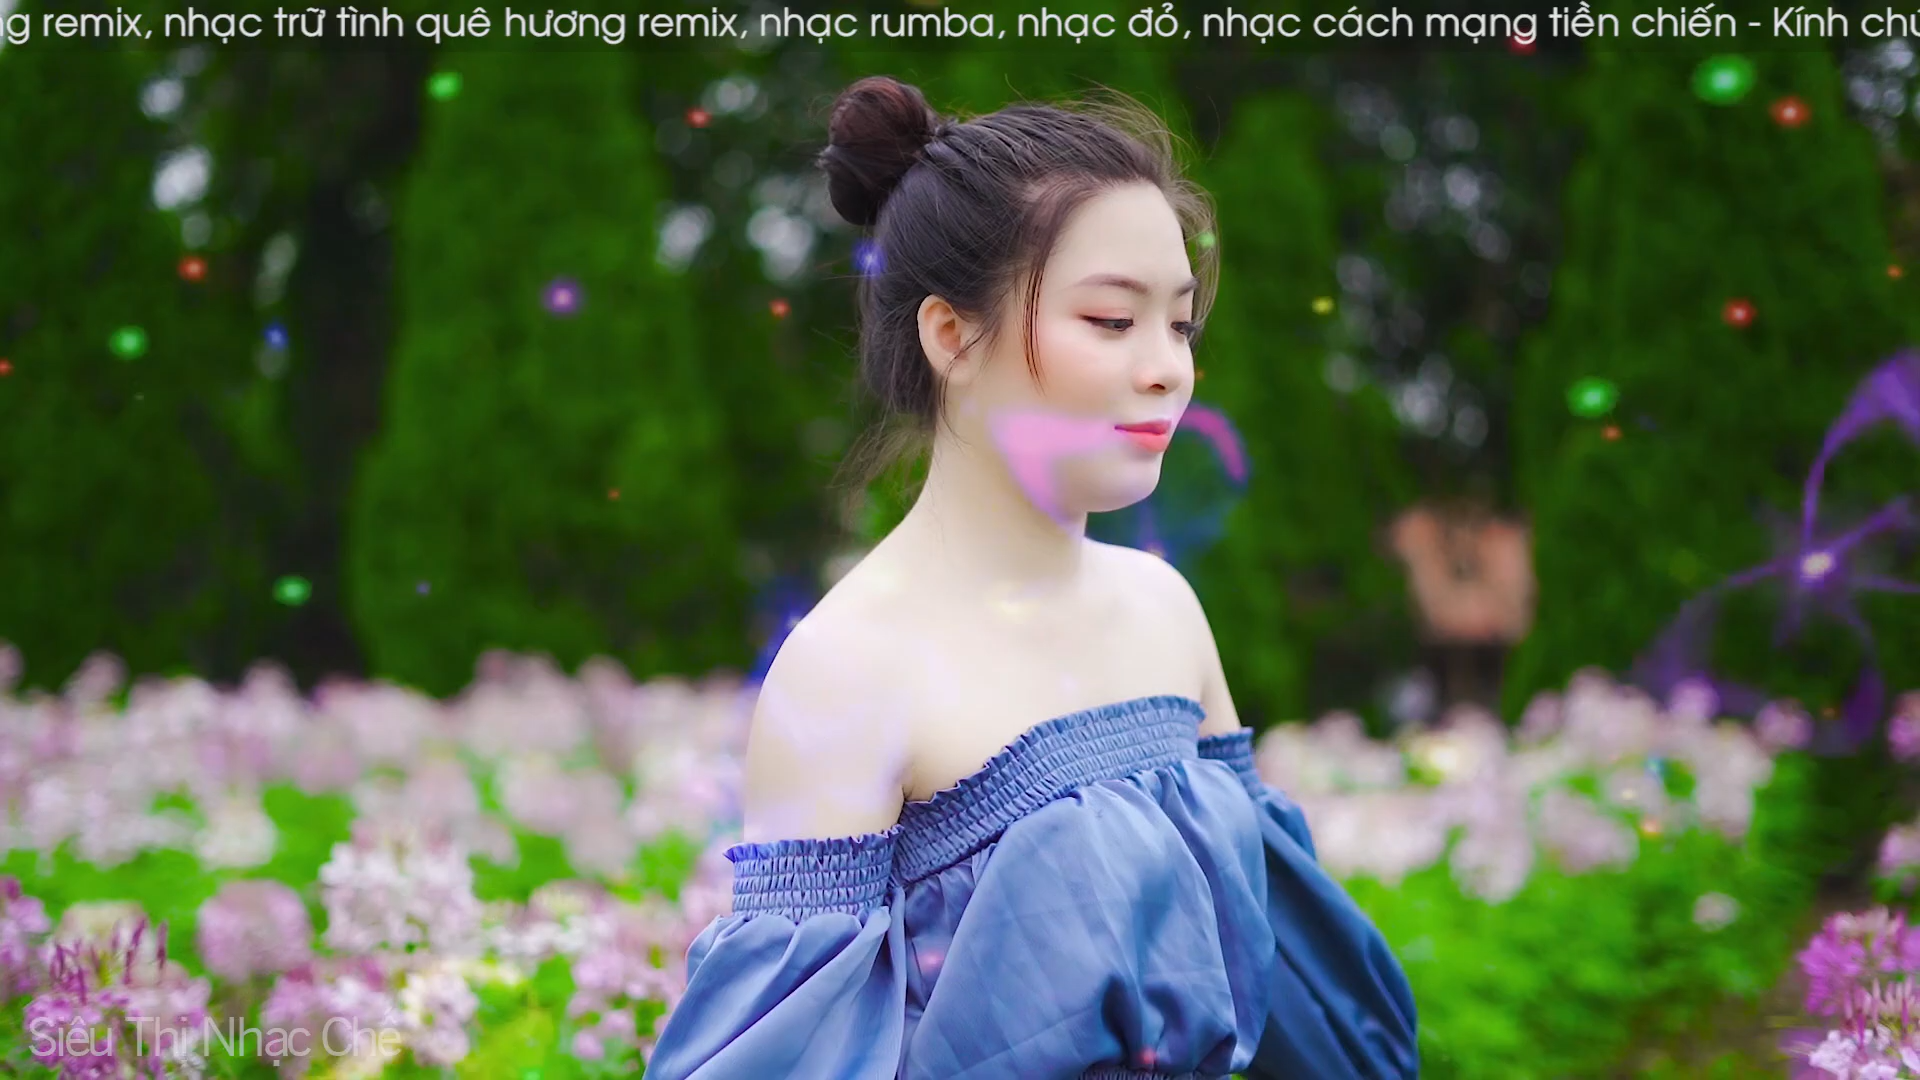 ng remix, nhạc trữ tình quê hương remix, nhạc rumba, nhạc đỏ, nhạc cách mạng tiền chiến - Kính chú
Siêu Thị Nhạc Chế